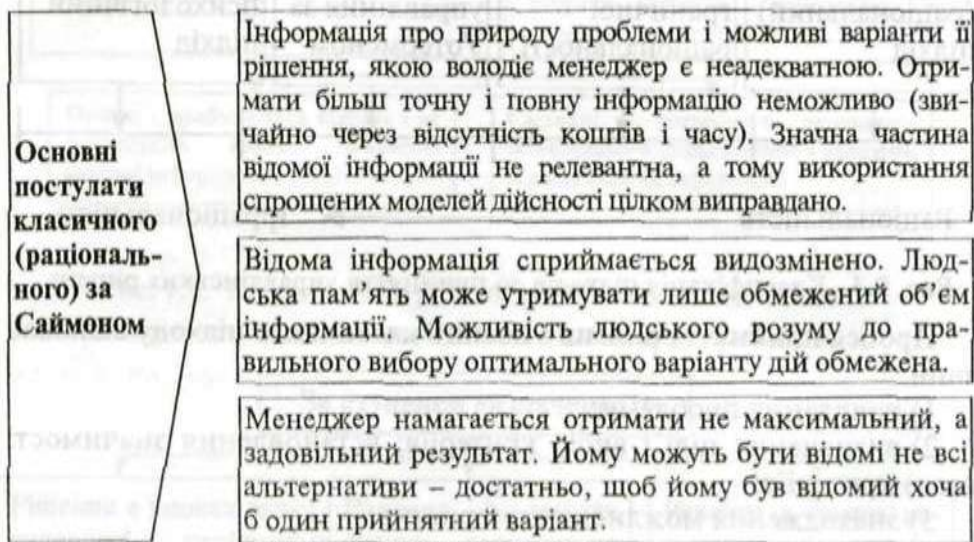 Основні
постулати
класичного
(раціональ-
ного) за
Саймоном
Інформація про природу проблеми і можливі варіанти її
рішення, якою володіє менеджер є неадекватною. Отри-
мати більш точну і повну інформацію неможливо (зви-
чайно через відсутність коштів і часу). Значна частина
відомої інформації не релевантна, а тому використання
спрощених моделей дійсності цілком виправдано.
Відома інформація сприймається видозмінено. Люд-
ська пам’ять може утримувати лише обмежений об’єм
інформації. Можливість людського розуму до пра-
вильного вибору оптимального варіанту дій обмежена.
Менеджер намагається отримати не максимальний, а
задовільний результат. Йому можуть бути відомі не всі
альтернативи – достатньо, щоб йому був відомий хоча
б один прийнятний варіант.